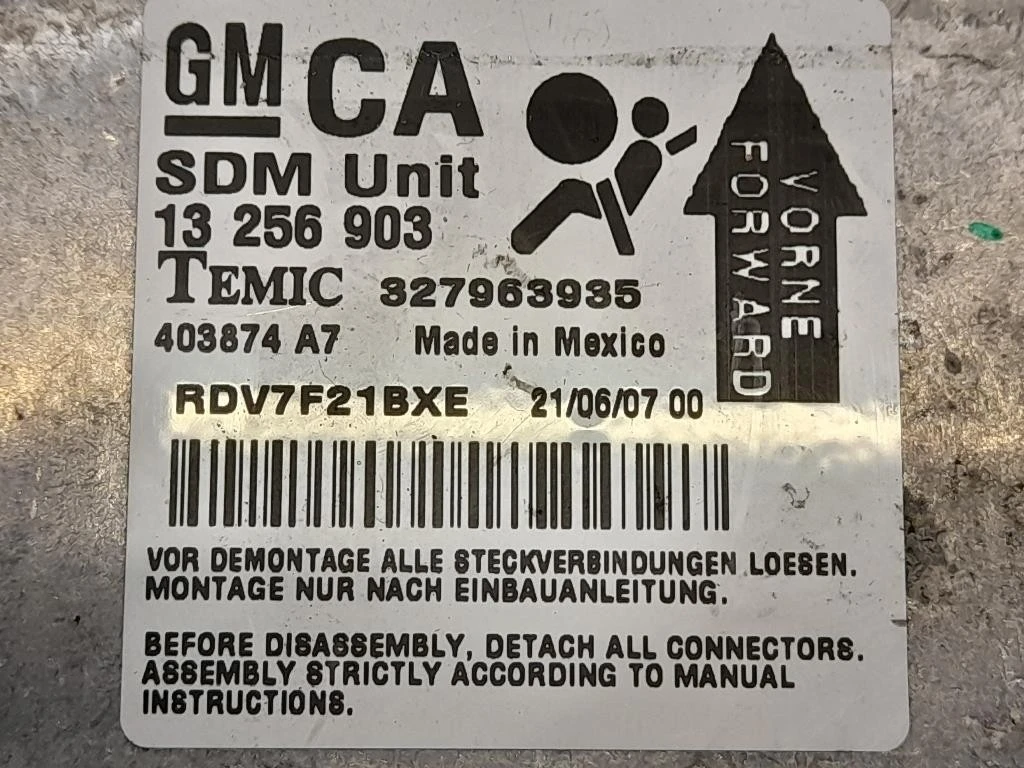 GM CA
SDM Unit
13 256 903
TEMIC 327963935
403874 A7 Made in Mexico
RDV7F21BXE 21/06/07 00
VORNE
FORWARD
VOR DEMONTAGE ALLE STECKVERBINDUNGEN LOESEN.
MONTAGE NUR NACH EINBAUANLEITUNG.
BEFORE DISASSEMBLY, DETACH ALL CONNECTORS.
ASSEMBLY STRICTLY ACCORDING TO MANUAL
INSTRUCTIONS.